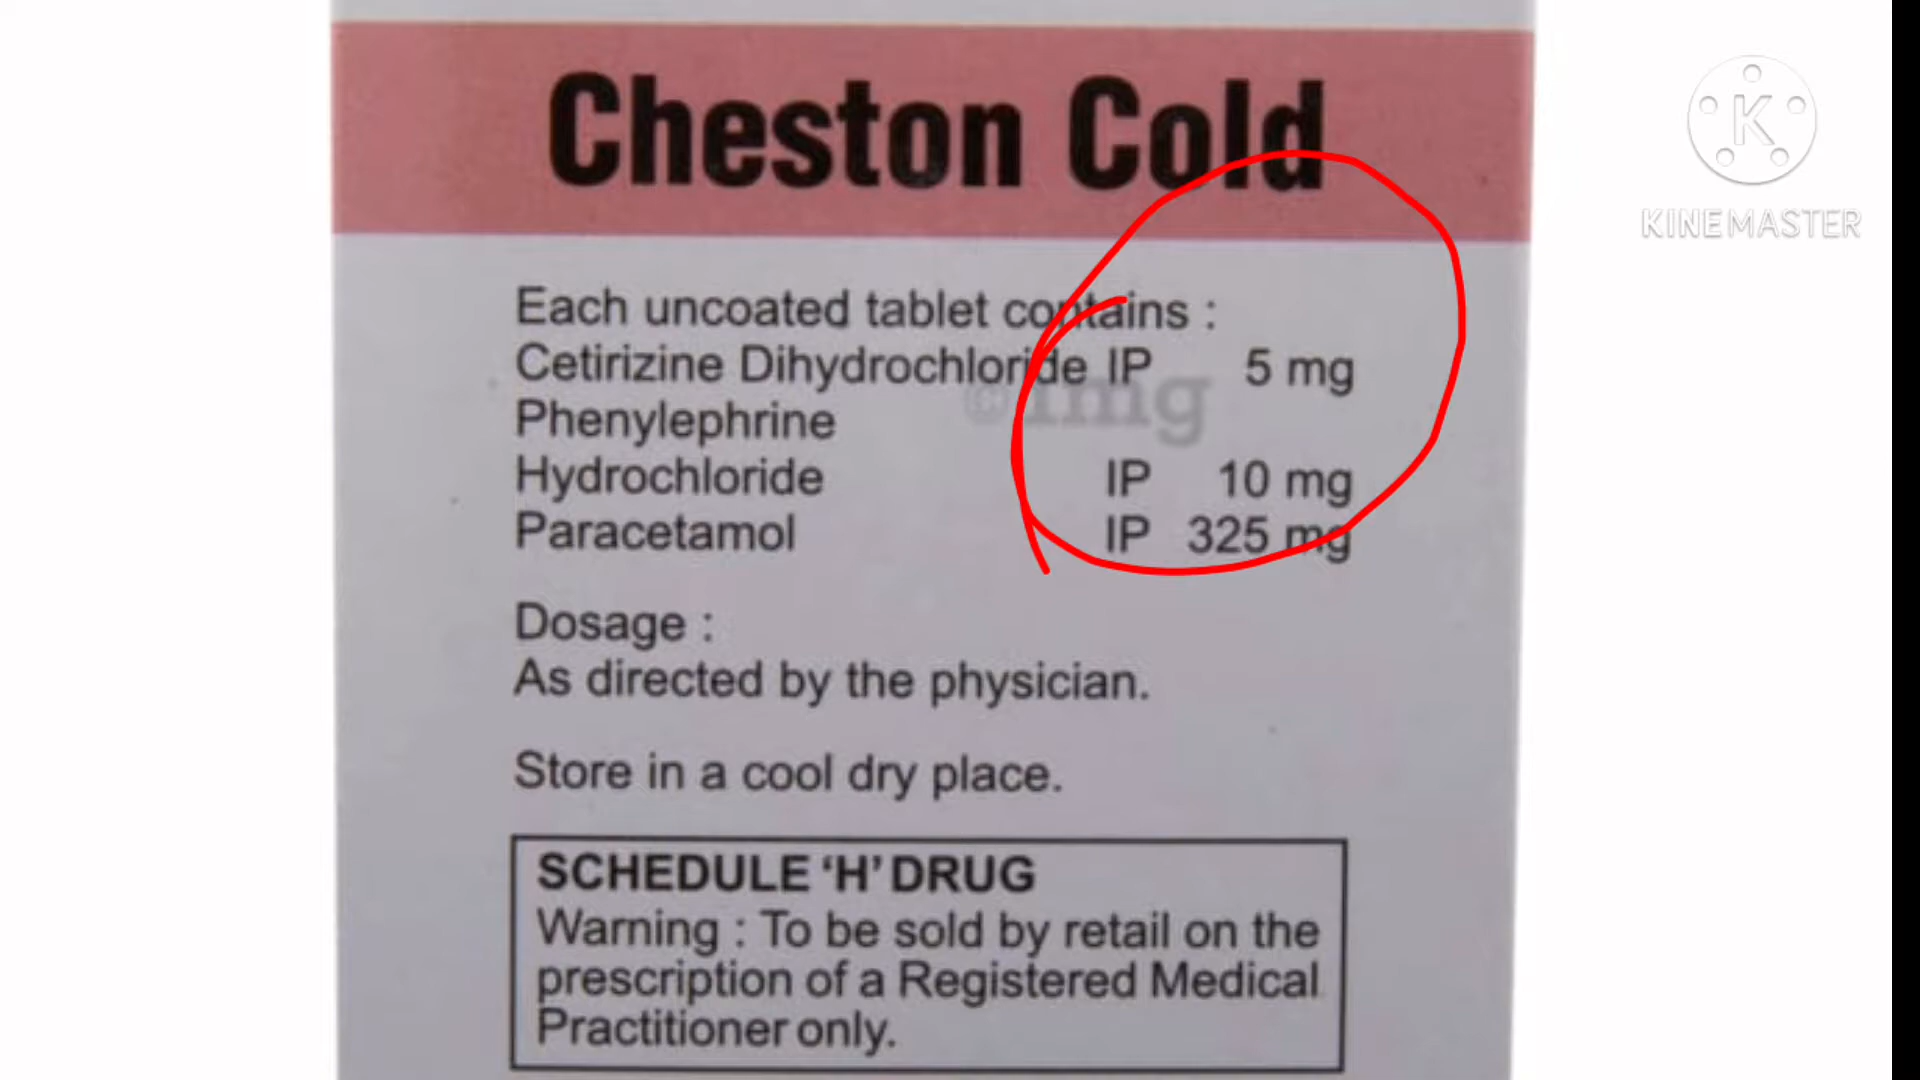 Cheston Cold
K
KINEMASTER
Each uncoated tablet contains :
Cetirizine Dihydrochloride IP 5 mg
©1mg
Phenylephrine
Hydrochloride IP 10 mg
Paracetamol IP 325 mg
Dosage :
As directed by the physician.
Store in a cool dry place.
SCHEDULE ‘H’ DRUG
Warning : To be sold by retail on the
prescription of a Registered Medical
Practitioner only.